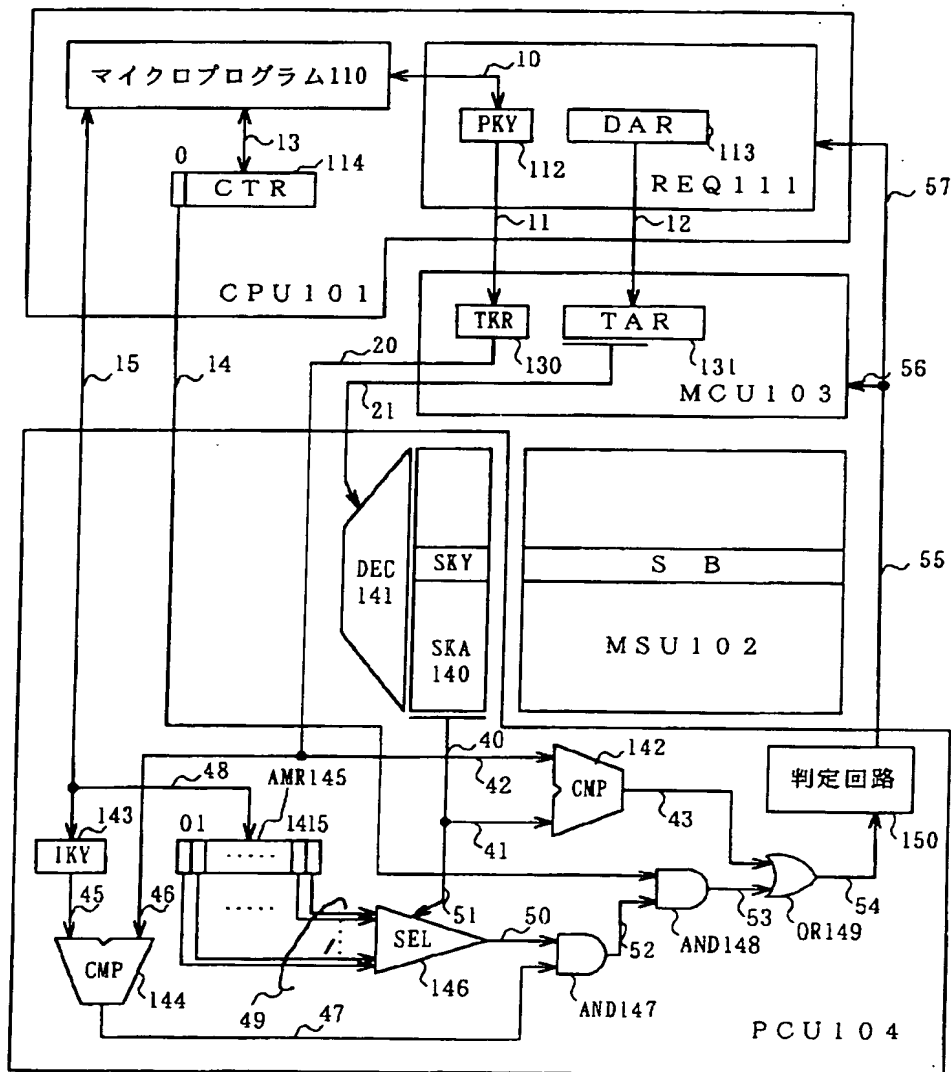 マイクロプログラム110
10
PKY
112
DAR
113
REQ111
13
0
114
CTR
57
11
12
CPU101
TKR
130
TAR
131
MCU103
56
20
15
14
21
DEC
141
SKY
SKA
140
SB
MSU102
55
40
142
48
AMR145
42
CMP
43
判定回路
150
143
01
1415
41
IKY
.....
45
46
.....
49
SEL
146
51
50
52
AND148
53
OR149
54
CMP
144
47
AND147
PCU104